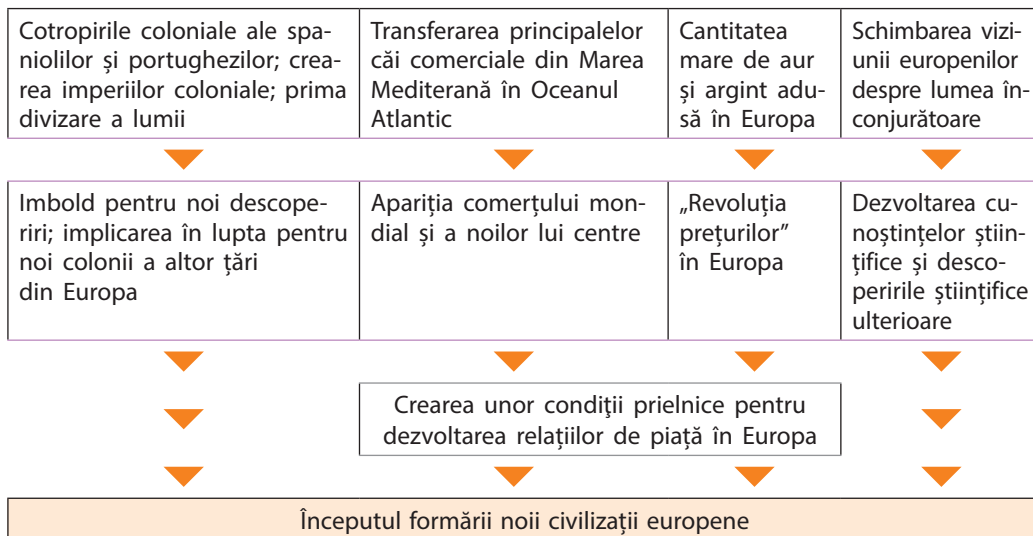 Cotropirile coloniale ale spa-
niolilor și portughezilor; crea-
rea imperiilor coloniale; prima
divizare a lumii
Transferarea principalelor
căi comerciale din Marea
Mediterană în Oceanul
Atlantic
Cantitatea
mare de aur
și argint adu-
să în Europa
Schimbarea vizi-
unii europenilor
despre lumea în-
conjurătoare
Imbold pentru noi descope-
riri; implicarea în lupta pentru
noi colonii a altor țări
din Europa
Apariția comerțului mon-
dial și a noilor lui centre
„Revoluția
prețurilor”
în Europa
Dezvoltarea cu-
noștințelor știin-
țifice și desco-
peririle științifice
ulterioare
Crearea unor condiţii prielnice pentru
dezvoltarea relațiilor de piață în Europa
Începutul formării noii civilizații europene